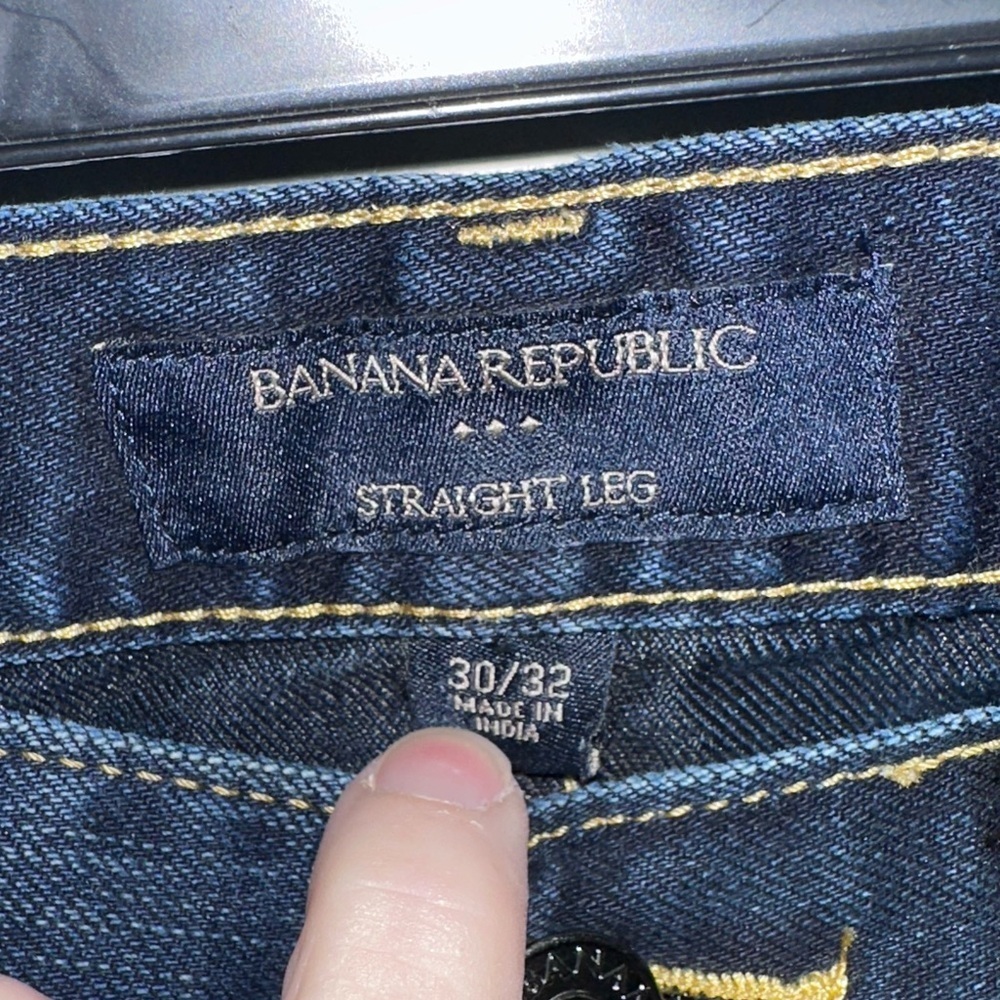 BANANA REPUBLIC
STRAIGHT LEG
30/32
MADE IN
INDIA